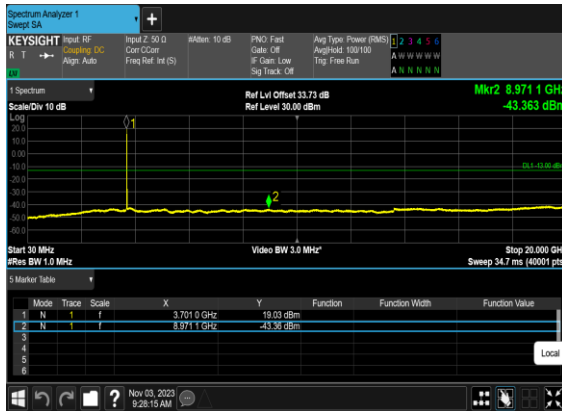 Spectrum Analyzer 1
Swept SA
+
KEYSIGHT Input: RF Input Z: 50 Ω #Atten: 10 dB PNO: Fast Avg Type: Power (RMS) 1 2 3 4 5 6
R T Coupling: DC Corr CCorr Gate: Off Avg|Hold: 100/100 A W W W W W
Align: Auto Freq Ref: Int (S) IF Gain: Low Trig: Free Run
Sig Track: Off A N N N N N
LXI
1 Spectrum Ref Lvl Offset 33.73 dB Mkr2 8.971 1 GHz
Scale/Div 10 dB Ref Level 30.00 dBm -43.363 dBm
Log
20.0
1
10.0
0.00
-10.0
DL1 -13.00 dBm
-20.0
-30.0
2
-40.0
-50.0
-60.0
Start 30 MHz Video BW 3.0 MHz* Stop 20.000 GHz
#Res BW 1.0 MHz Sweep 34.7 ms (40001 pts)
5 Marker Table
Mode Trace Scale X Y Function Function Width Function Value
1 N 1 f 3.701 0 GHz 19.03 dBm
2 N 1 f 8.971 1 GHz -43.36 dBm
3
4
5
6
Local
? Nov 03, 2023
9:28:15 AM